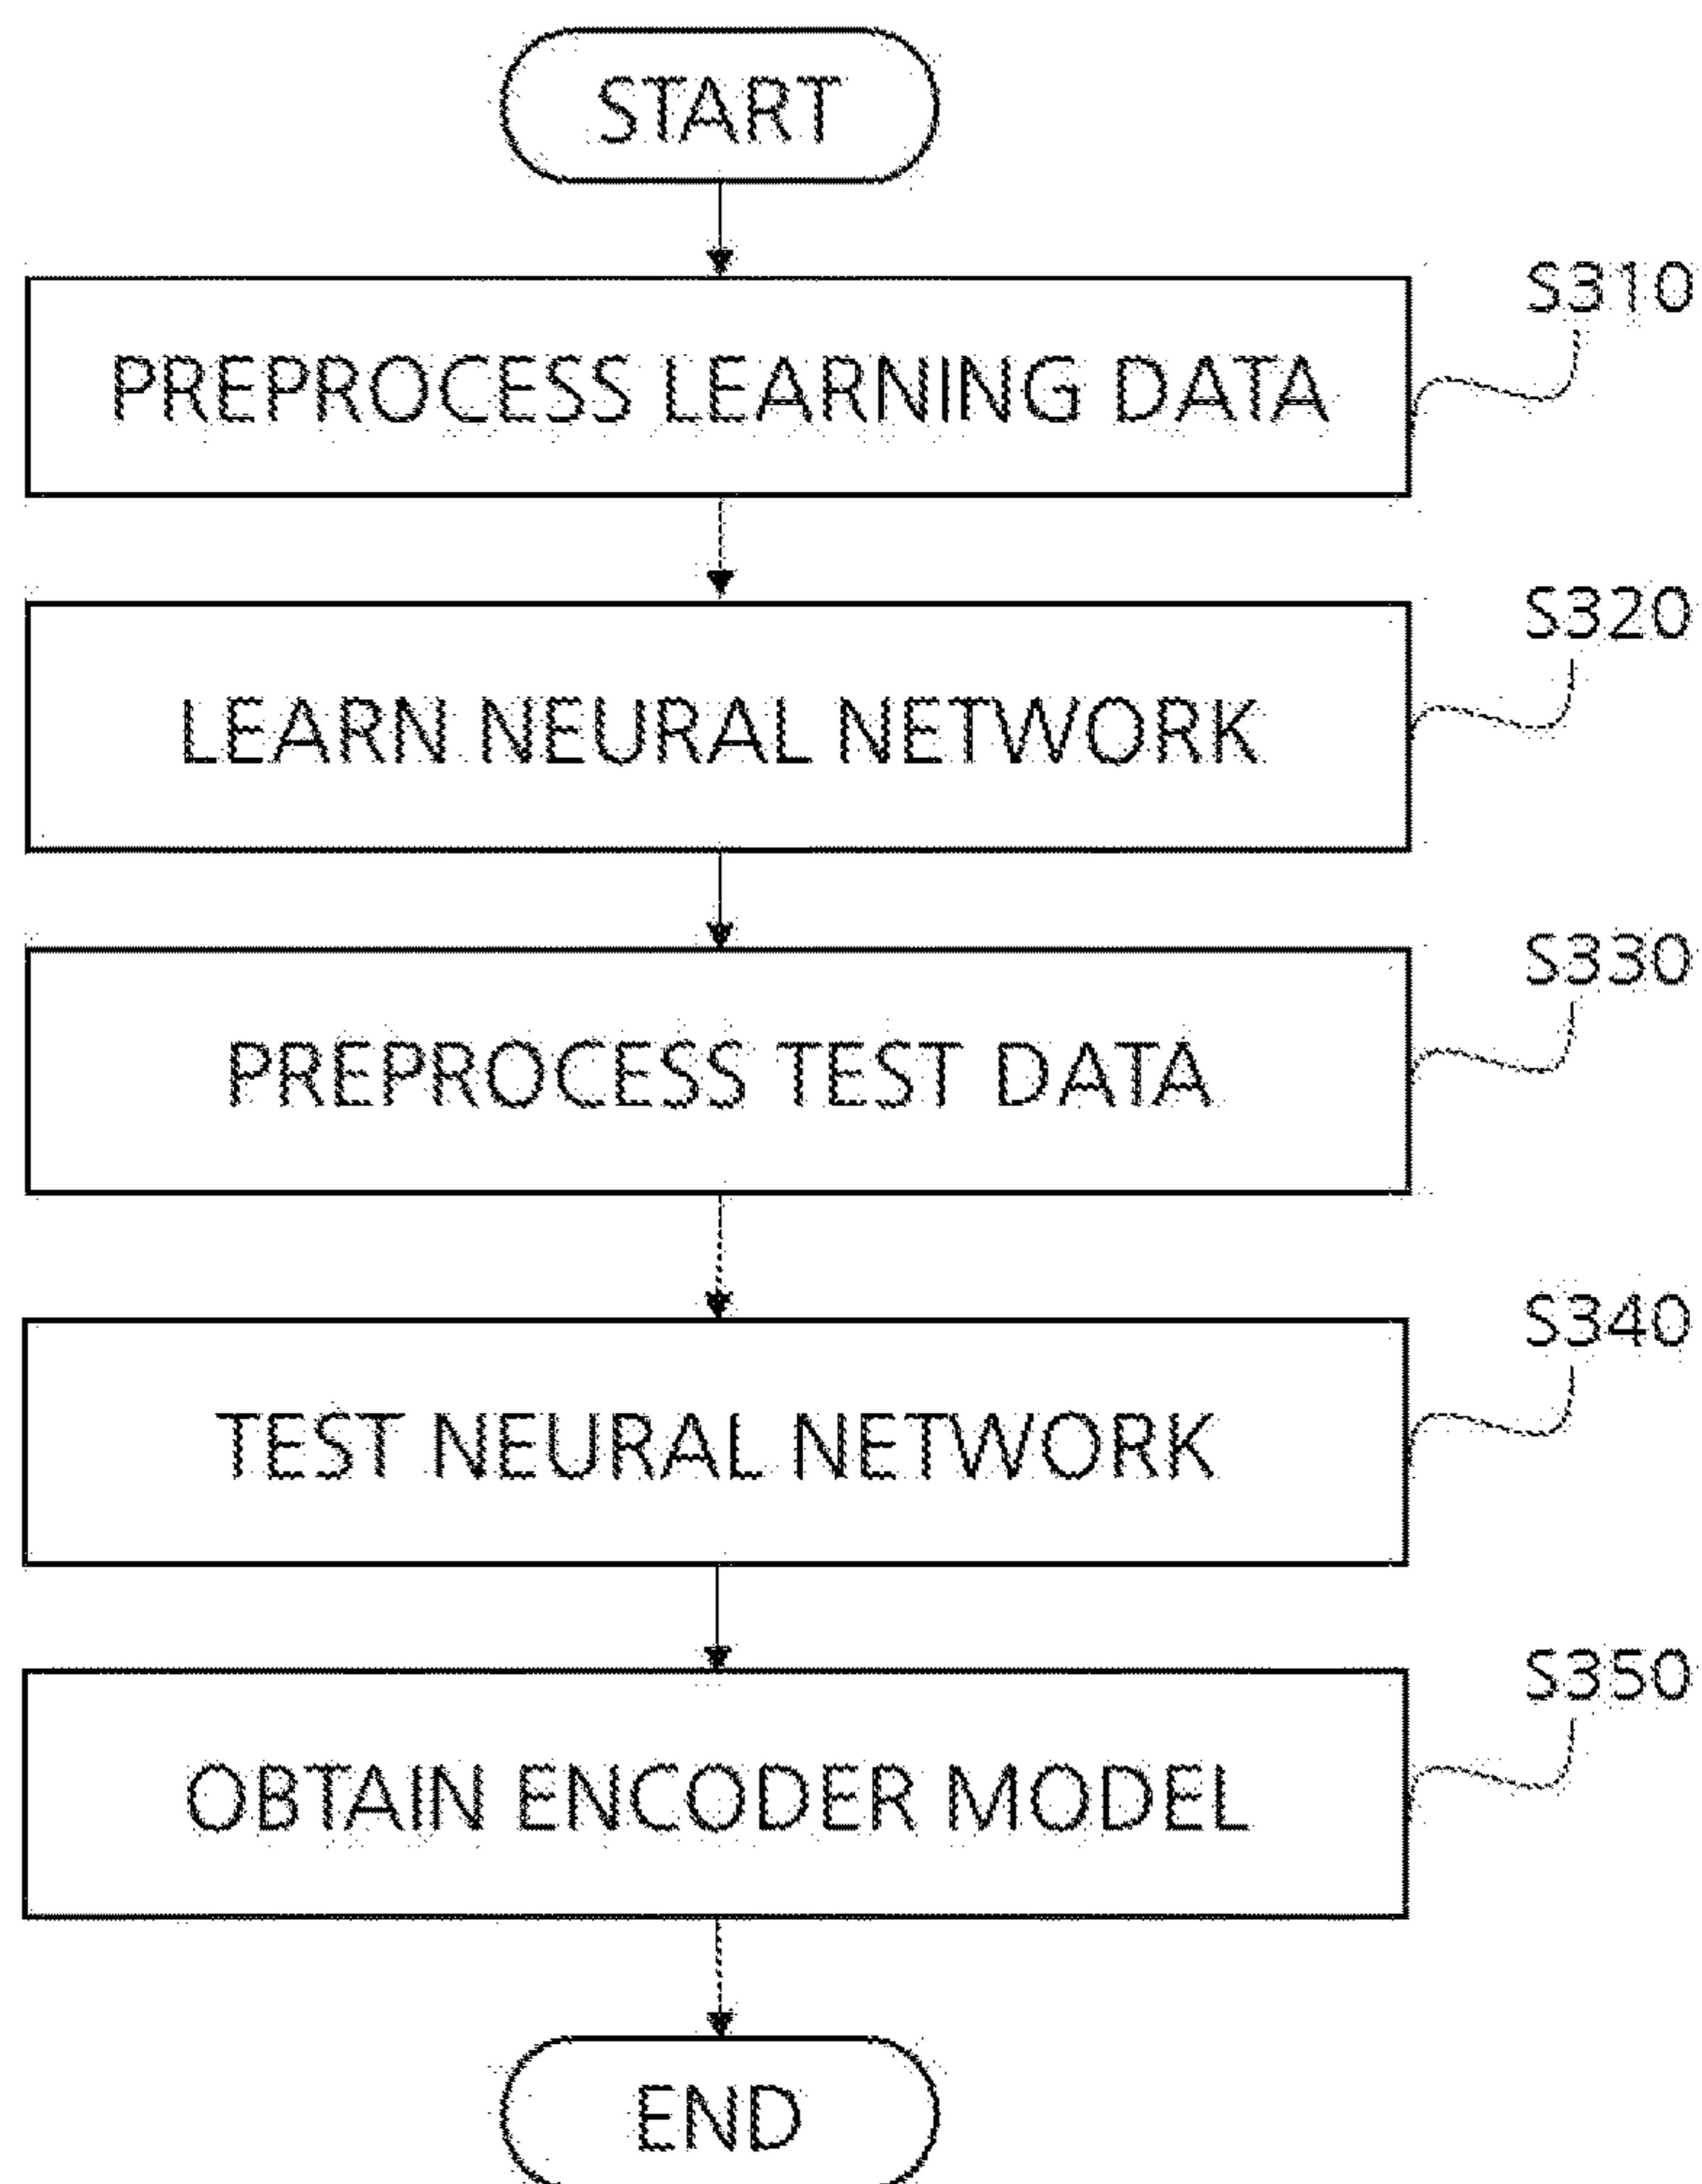 START
S310
PREPROCESS LEARNING DATA
S320
LEARN NEURAL NETWORK
S330
PREPROCESS TEST DATA
S340
TEST NEURAL NETWORK
S350
OBTAIN ENCODER MODEL
END